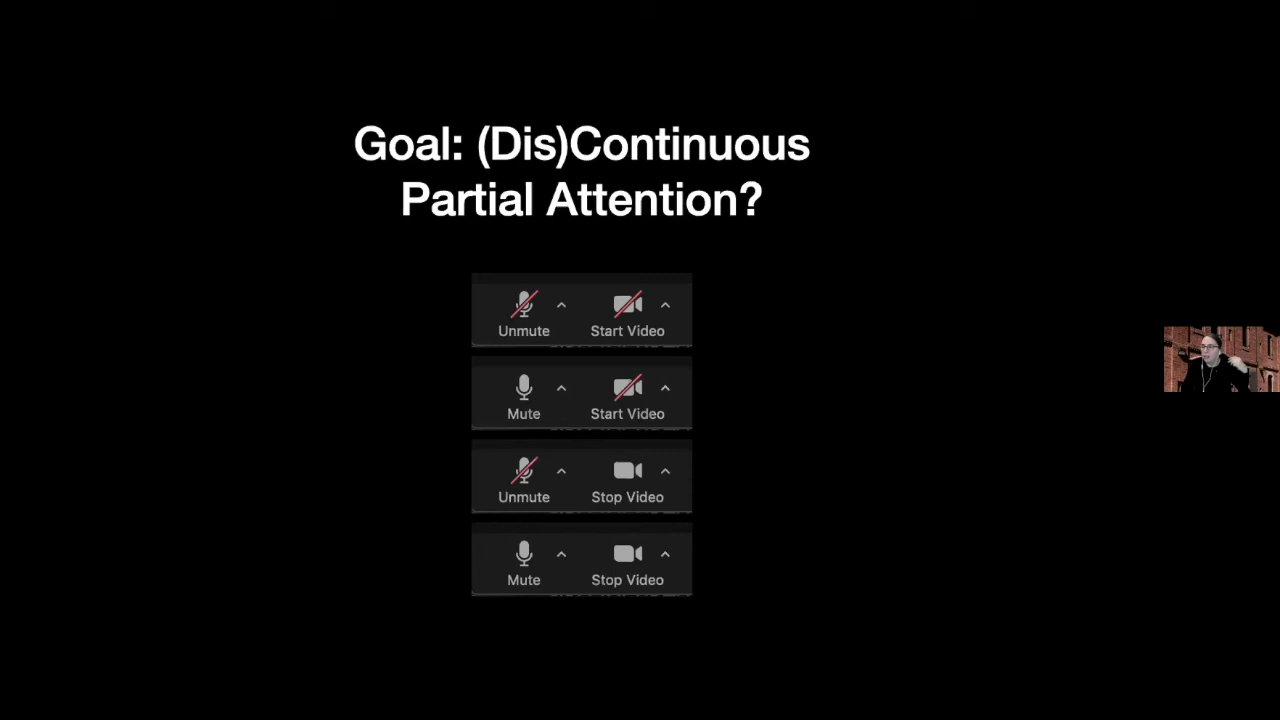 Goal: (Dis)Continuous
Partial Attention?
Unmute Start Video
Mute Start Video
Unmute Stop Video
Mute Stop Video